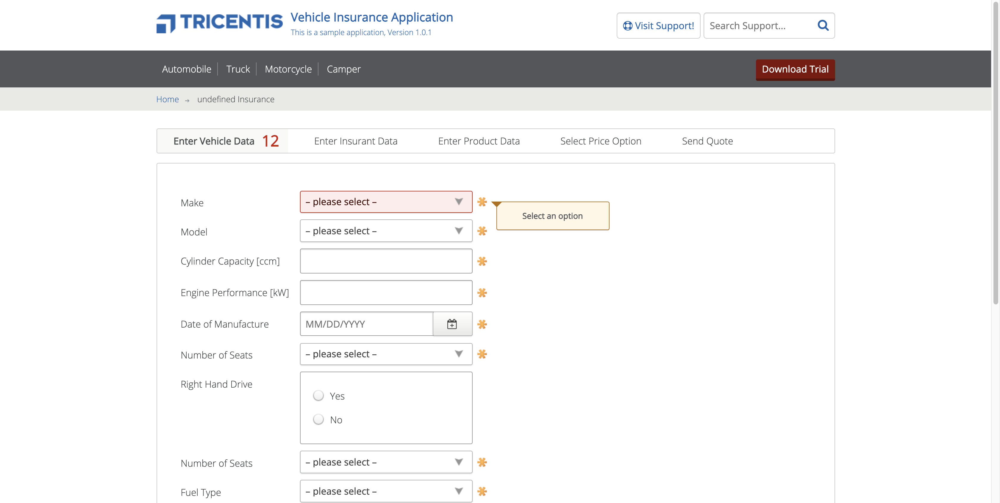 TRICENTIS
Vehicle Insurance Application
This is a sample application, Version 1.0.1
Visit Support!
Search Support...
Automobile
Truck
Motorcycle
Camper
Download Trial
Home
undefined Insurance
Enter Vehicle Data 12
Enter Insurant Data
Enter Product Data
Select Price Option
Send Quote
Make
– please select –
Select an option
Model
– please select –
Cylinder Capacity [ccm]
Engine Performance [kW]
Date of Manufacture
MM/DD/YYYY
Number of Seats
– please select –
Right Hand Drive
Yes
No
Number of Seats
– please select –
Fuel Type
– please select –